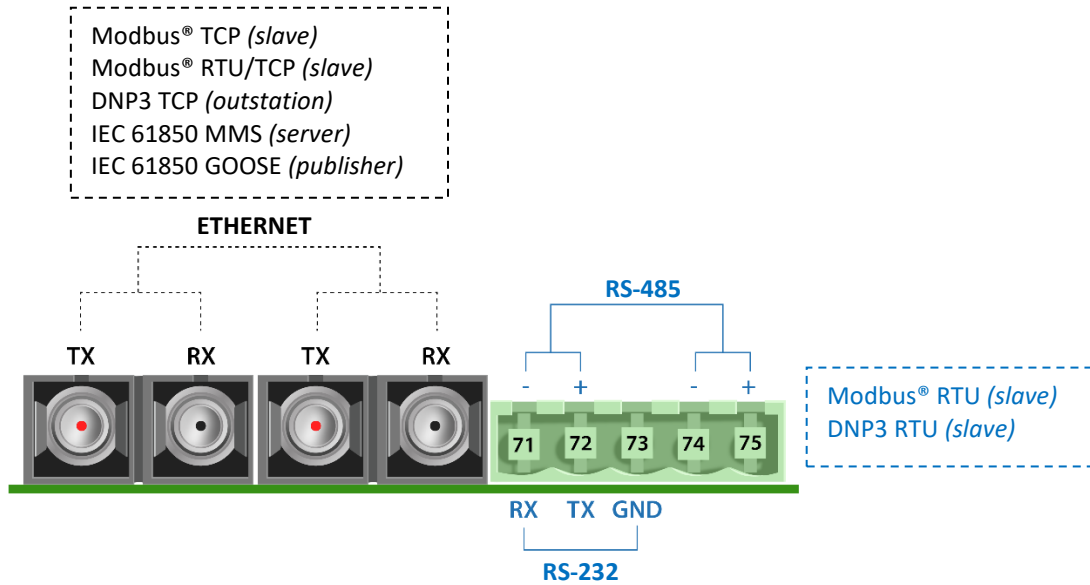 Modbus® TCP (slave)
Modbus® RTU/TCP (slave)
DNP3 TCP (outstation)
IEC 61850 MMS (server)
IEC 61850 GOOSE (publisher)
ETHERNET
RS-485
TX RX TX RX
- + - +
Modbus® RTU (slave)
DNP3 RTU (slave)
71 72 73 74 75
RX TX GND
RS-232